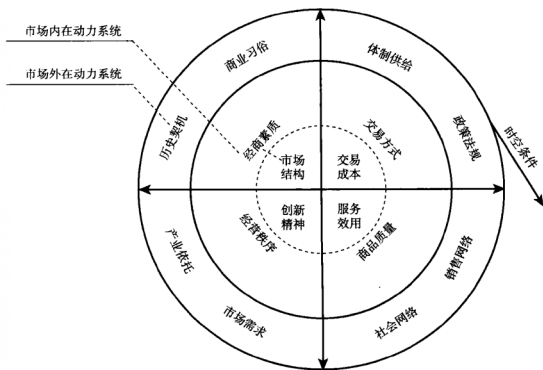 市场内在动力系统
市场外在动力系统
商业习俗
体制供给
历史契机
政策法规
时空条件
经商素质
交易方式
市场
结构
交易
成本
创新
精神
服务
效用
经营秩序
商品质量
产业依托
销售网络
市场需求
社会网络